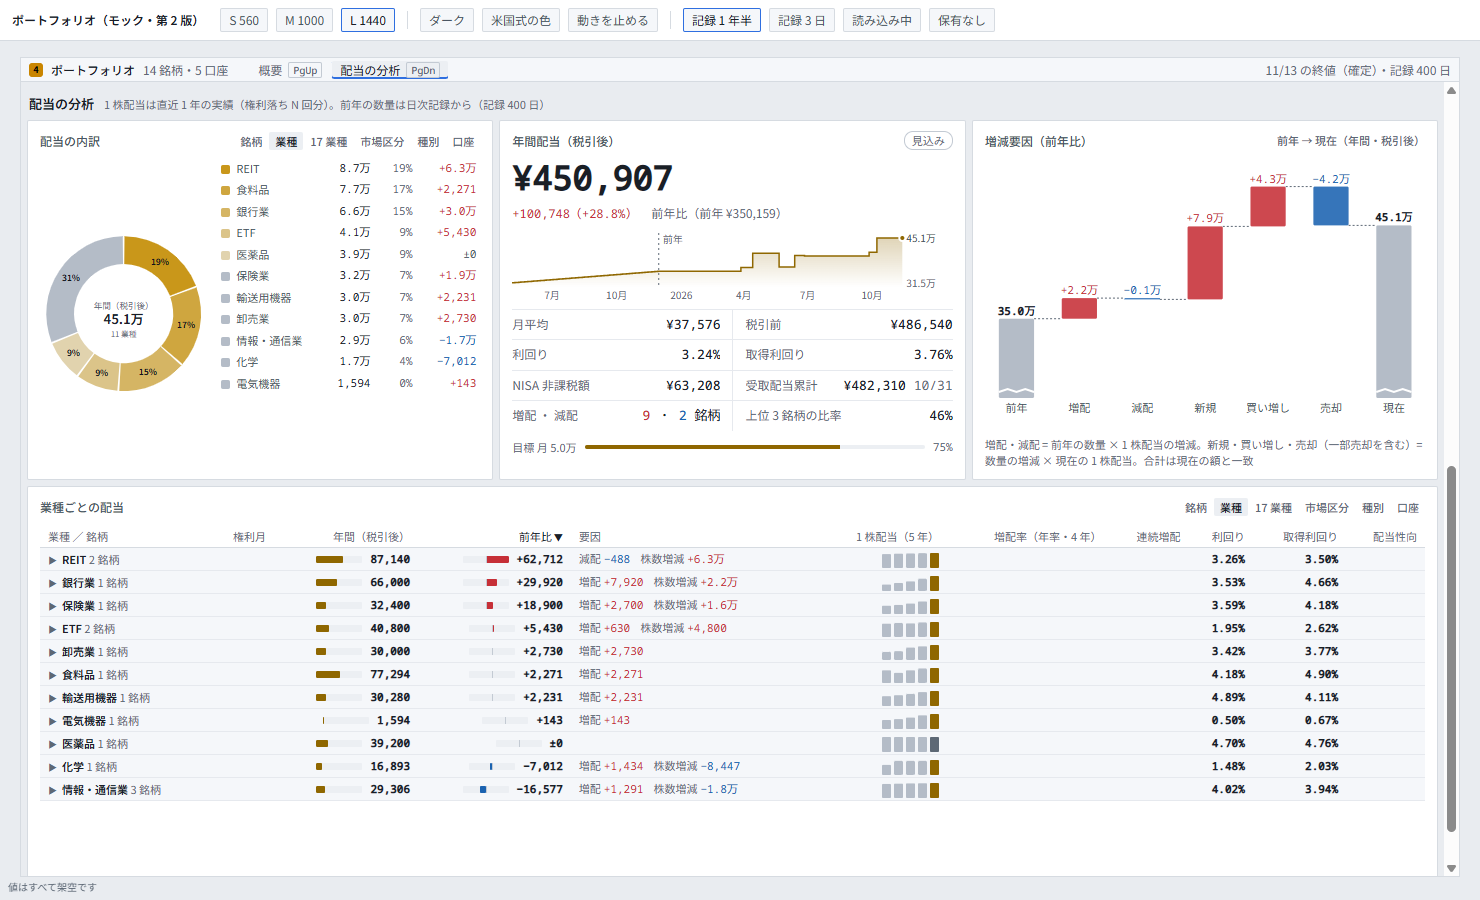 ポートフォリオ（モック・第 2 版） S 560 M 1000 L 1440 ダーク 米国式の色 動きを止める 記録 1 年半 記録 3 日 読み込み中 保有なし
4 ポートフォリオ 14 銘柄・5 口座 概要 PgUp 配当の分析 PgDn 11/13 の終値（確定）・記録 400 日
配当の分析 1 株配当は直近 1 年の実績（権利落ち N 回分）。前年の数量は日次記録から（記録 400 日）
配当の内訳 銘柄 業種 17 業種 市場区分 種別 口座
REIT 8.7万 19% +6.3万
食料品 7.7万 17% +2,271
銀行業 6.6万 15% +3.0万
ETF 4.1万 9% +5,430
医薬品 3.9万 9% ±0
保険業 3.2万 7% +1.9万
輸送用機器 3.0万 7% +2,231
卸売業 3.0万 7% +2,730
情報・通信業 2.9万 6% −1.7万
化学 1.7万 4% −7,012
電気機器 1,594 0% +143
19%
17%
15%
9%
9%
31%
年間（税引後）
45.1万
11 業種
年間配当（税引後） 見込み
¥450,907
+100,748（+28.8%） 前年比（前年 ¥350,159）
前年
45.1万
31.5万
7月 10月 2026 4月 7月 10月
月平均 ¥37,576 税引前 ¥486,540
利回り 3.24% 取得利回り 3.76%
NISA 非課税額 ¥63,208 受取配当累計 ¥482,310 10/31
増配 ・ 減配 9 ・ 2 銘柄 上位 3 銘柄の比率 46%
目標 月 5.0万 75%
増減要因（前年比） 前年 → 現在（年間・税引後）
35.0万 +2.2万 −0.1万 +7.9万 +4.3万 −4.2万 45.1万
前年 増配 減配 新規 買い増し 売却 現在
増配・減配 = 前年の数量 × 1 株配当の増減。新規・買い増し・売却（一部売却を含む）=
数量の増減 × 現在の 1 株配当。合計は現在の額と一致
業種ごとの配当 銘柄 業種 17 業種 市場区分 種別 口座
業種 ／ 銘柄 権利月 年間（税引後） 前年比▼ 要因 1 株配当（5 年） 増配率（年率・4 年） 連続増配 利回り 取得利回り 配当性向
▶ REIT 2 銘柄 87,140 +62,712 減配 −488 株数増減 +6.3万 3.26% 3.50%
▶ 銀行業 1 銘柄 66,000 +29,920 増配 +7,920 株数増減 +2.2万 3.53% 4.66%
▶ 保険業 1 銘柄 32,400 +18,900 増配 +2,700 株数増減 +1.6万 3.59% 4.18%
▶ ETF 2 銘柄 40,800 +5,430 増配 +630 株数増減 +4,800 1.95% 2.62%
▶ 卸売業 1 銘柄 30,000 +2,730 増配 +2,730 3.42% 3.77%
▶ 食料品 1 銘柄 77,294 +2,271 増配 +2,271 4.18% 4.90%
▶ 輸送用機器 1 銘柄 30,280 +2,231 増配 +2,231 4.89% 4.11%
▶ 電気機器 1 銘柄 1,594 +143 増配 +143 0.50% 0.67%
▶ 医薬品 1 銘柄 39,200 ±0 4.70% 4.76%
▶ 化学 1 銘柄 16,893 −7,012 増配 +1,434 株数増減 −8,447 1.48% 2.03%
▶ 情報・通信業 3 銘柄 29,306 −16,577 増配 +1,291 株数増減 −1.8万 4.02% 3.94%
値はすべて架空です